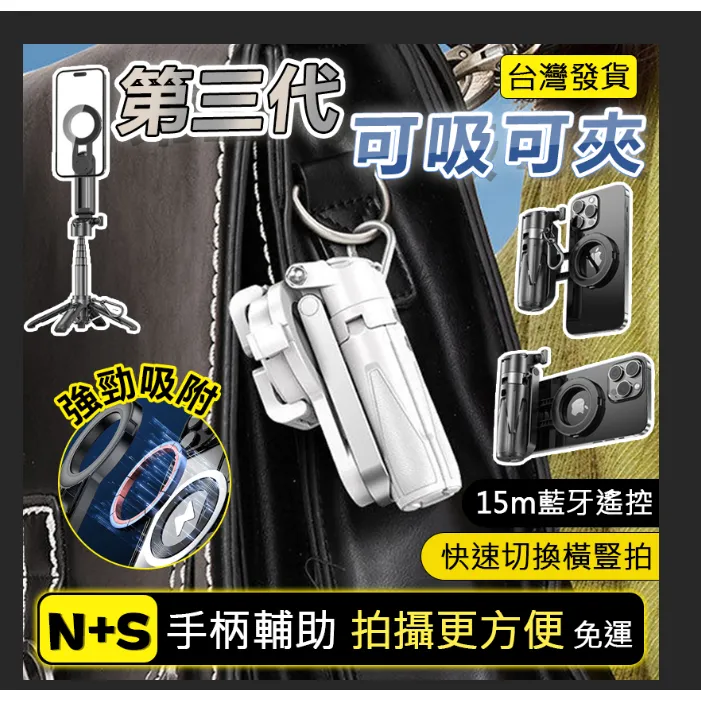 台灣發貨
第三代
可吸可夾
強勁吸附
15m藍牙遙控
快速切換橫豎拍
N+S 手柄輔助 拍攝更方便 免運